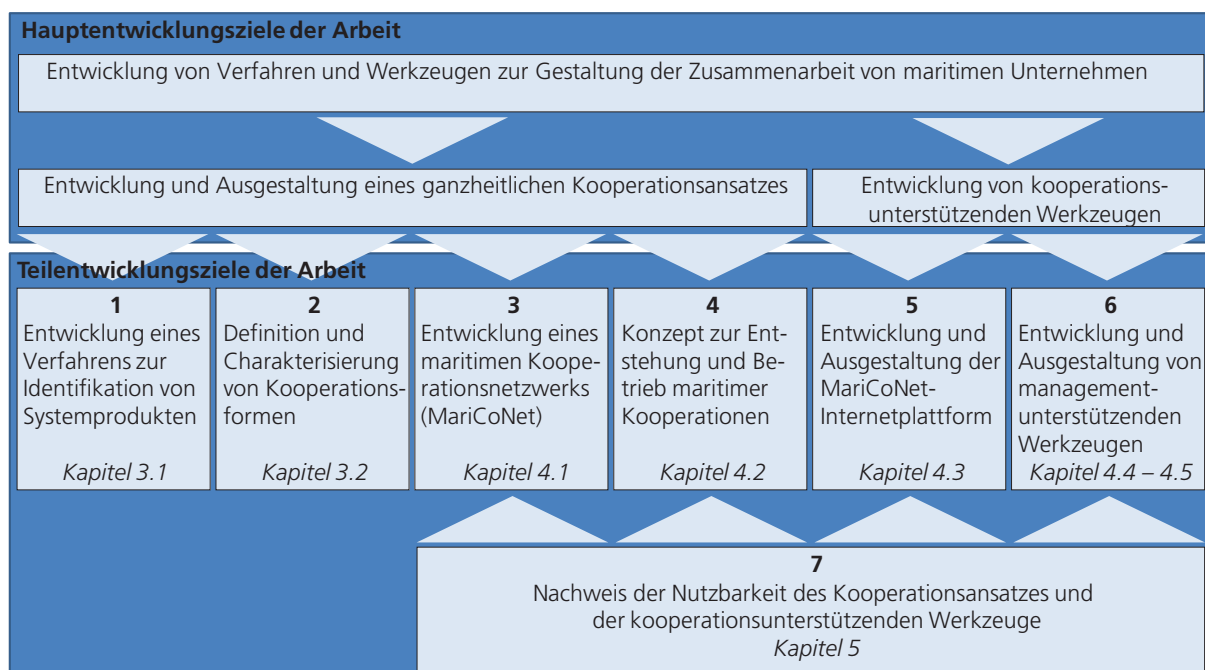 Hauptentwicklungsziele der Arbeit
Entwicklung von Verfahren und Werkzeugen zur Gestaltung der Zusammenarbeit von maritimen Unternehmen
Entwicklung und Ausgestaltung eines ganzheitlichen Kooperationsansatzes
Entwicklung von kooperations-
unterstützenden Werkzeugen
Teilentwicklungsziele der Arbeit
1
Entwicklung eines
Verfahrens zur
Identifikation von
Systemprodukten
Kapitel 3.1
2
Definition und
Charakterisierung
von Kooperations-
formen
Kapitel 3.2
3
Entwicklung eines
maritimen Koope-
rationsnetzwerks
(MariCoNet)
Kapitel 4.1
4
Konzept zur Ent-
stehung und Be-
trieb maritimer
Kooperationen
Kapitel 4.2
5
Entwicklung und
Ausgestaltung der
MariCoNet-
Internetplattform
Kapitel 4.3
6
Entwicklung und
Ausgestaltung von
management-
unterstützenden
Werkzeugen
Kapitel 4.4 – 4.5
7
Nachweis der Nutzbarkeit des Kooperationsansatzes und
der kooperationsunterstützenden Werkzeuge
Kapitel 5